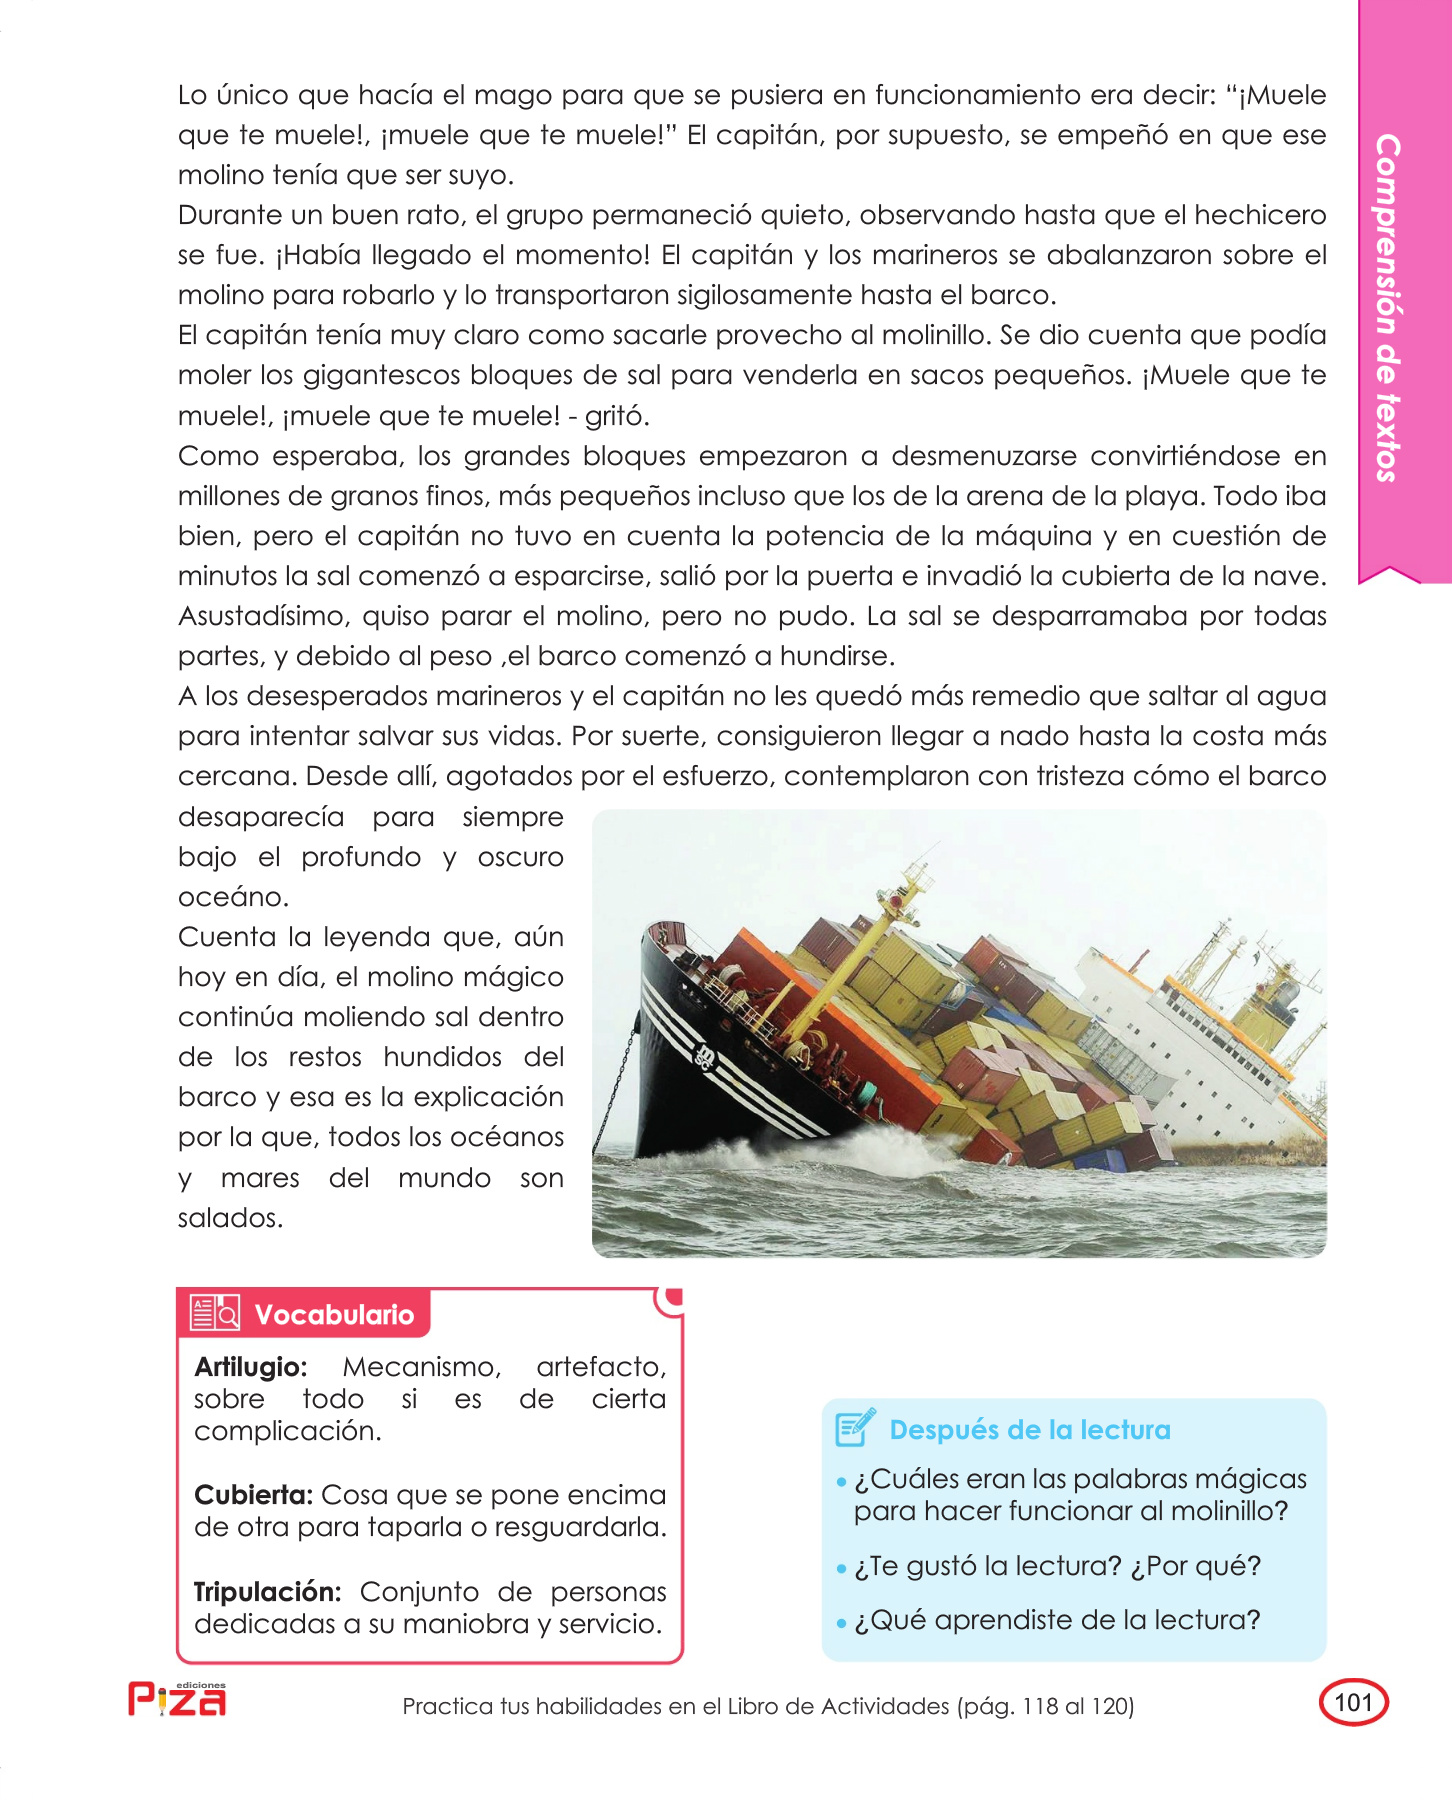 Lo único que hacía el mago para que se pusiera en funcionamiento era decir: “¡Muele
que te muele!, ¡muele que te muele!” El capitán, por supuesto, se empeñó en que ese
molino tenía que ser suyo.
Durante un buen rato, el grupo permaneció quieto, observando hasta que el hechicero
se fue. ¡Había llegado el momento! El capitán y los marineros se abalanzaron sobre el
molino para robarlo y lo transportaron sigilosamente hasta el barco.
El capitán tenía muy claro como sacarle provecho al molinillo. Se dio cuenta que podía
moler los gigantescos bloques de sal para venderla en sacos pequeños. ¡Muele que te
muele!, ¡muele que te muele! - gritó.
Como esperaba, los grandes bloques empezaron a desmenuzarse convirtiéndose en
millones de granos finos, más pequeños incluso que los de la arena de la playa. Todo iba
bien, pero el capitán no tuvo en cuenta la potencia de la máquina y en cuestión de
minutos la sal comenzó a esparcirse, salió por la puerta e invadió la cubierta de la nave.
Asustadísimo, quiso parar el molino, pero no pudo. La sal se desparramaba por todas
partes, y debido al peso ,el barco comenzó a hundirse.
A los desesperados marineros y el capitán no les quedó más remedio que saltar al agua
para intentar salvar sus vidas. Por suerte, consiguieron llegar a nado hasta la costa más
cercana. Desde allí, agotados por el esfuerzo, contemplaron con tristeza cómo el barco
desaparecía para siempre
bajo el profundo y oscuro
oceáno.
Cuenta la leyenda que, aún
hoy en día, el molino mágico
continúa moliendo sal dentro
de los restos hundidos del
barco y esa es la explicación
por la que, todos los océanos
y mares del mundo son
salados.
Comprensión de textos
msc
Vocabulario
Artilugio: Mecanismo, artefacto,
sobre todo si es de cierta
complicación.
Cubierta: Cosa que se pone encima
de otra para taparla o resguardarla.
Tripulación: Conjunto de personas
dedicadas a su maniobra y servicio.
Después de la lectura
• ¿Cuáles eran las palabras mágicas
para hacer funcionar al molinillo?
• ¿Te gustó la lectura? ¿Por qué?
• ¿Qué aprendiste de la lectura?
ediciones
Piza
Practica tus habilidades en el Libro de Actividades (pág. 118 al 120)
101